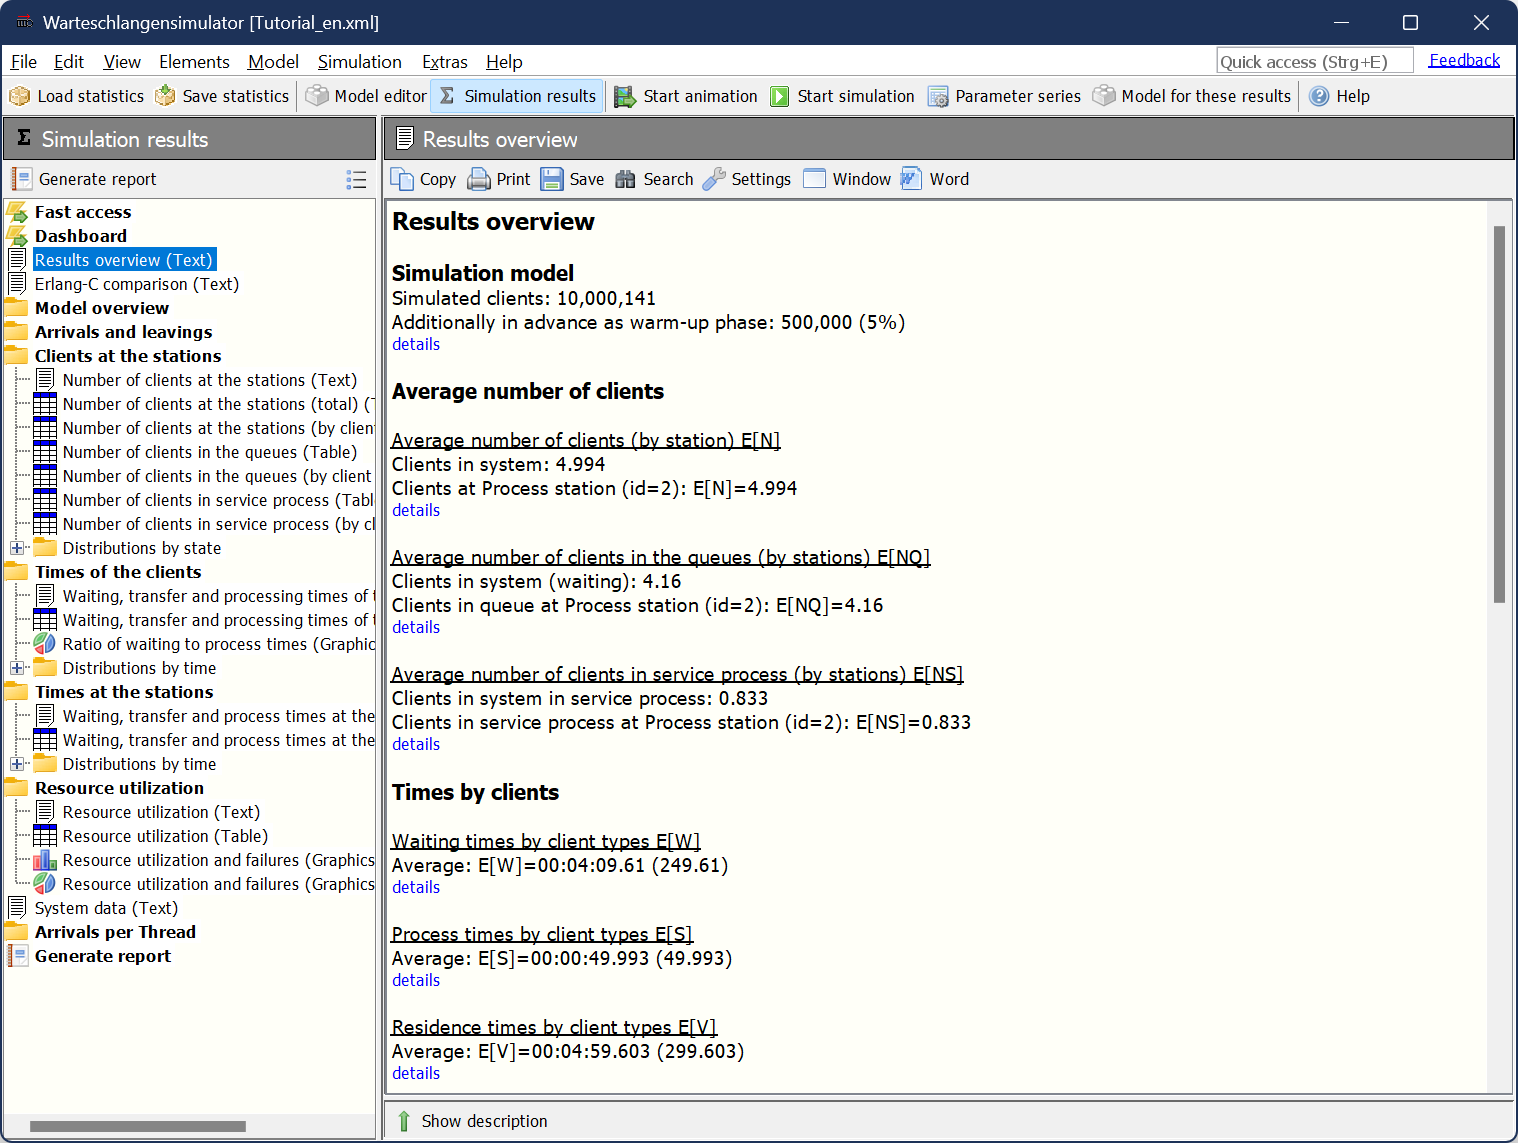 Warteschlangensimulator [Tutorial_en.xml]
File Edit View Elements Model Simulation Extras Help
Quick access (Strg+E) Feedback
Load statistics Save statistics Model editor Simulation results Start animation Start simulation Parameter series Model for these results Help
Simulation results
Generate report
Fast access
Dashboard
Results overview (Text)
Erlang-C comparison (Text)
Model overview
Arrivals and leavings
Clients at the stations
Number of clients at the stations (Text)
Number of clients at the stations (total) (
Number of clients at the stations (by clien
Number of clients in the queues (Table)
Number of clients in the queues (by client
Number of clients in service process (Tabl
Number of clients in service process (by cl
Distributions by state
Times of the clients
Waiting, transfer and processing times of
Waiting, transfer and processing times of
Ratio of waiting to process times (Graphic
Distributions by time
Times at the stations
Waiting, transfer and process times at the
Waiting, transfer and process times at the
Distributions by time
Resource utilization
Resource utilization (Text)
Resource utilization (Table)
Resource utilization and failures (Graphics
Resource utilization and failures (Graphics
System data (Text)
Arrivals per Thread
Generate report
Results overview
Copy Print Save Search Settings Window Word
Results overview
Simulation model
Simulated clients: 10,000,141
Additionally in advance as warm-up phase: 500,000 (5%)
details
Average number of clients
Average number of clients (by station) E[N]
Clients in system: 4.994
Clients at Process station (id=2): E[N]=4.994
details
Average number of clients in the queues (by stations) E[NQ]
Clients in system (waiting): 4.16
Clients in queue at Process station (id=2): E[NQ]=4.16
details
Average number of clients in service process (by stations) E[NS]
Clients in system in service process: 0.833
Clients in service process at Process station (id=2): E[NS]=0.833
details
Times by clients
Waiting times by client types E[W]
Average: E[W]=00:04:09.61 (249.61)
details
Process times by client types E[S]
Average: E[S]=00:00:49.993 (49.993)
details
Residence times by client types E[V]
Average: E[V]=00:04:59.603 (299.603)
details
Show description